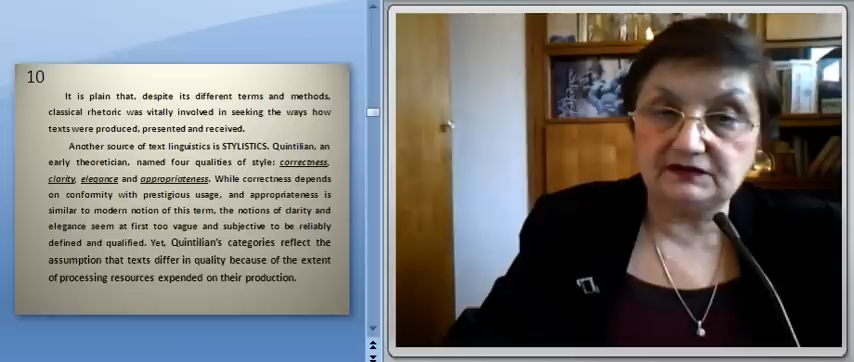 10
It is plain that, despite its different terms and methods,
classical rhetoric was vitally involved in seeking the ways how
texts were produced, presented and received.
Another source of text linguistics is STYLISTICS. Quintilian, an
early theoretician, named four qualities of style: correctness,
clarity, elegance and appropriateness. While correctness depends
on conformity with prestigious usage, and appropriateness is
similar to modern notion of this term, the notions of clarity and
elegance seem at first too vague and subjective to be reliably
defined and qualified. Yet, Quintilian's categories reflect the
assumption that texts differ in quality because of the extent
of processing resources expended on their production.